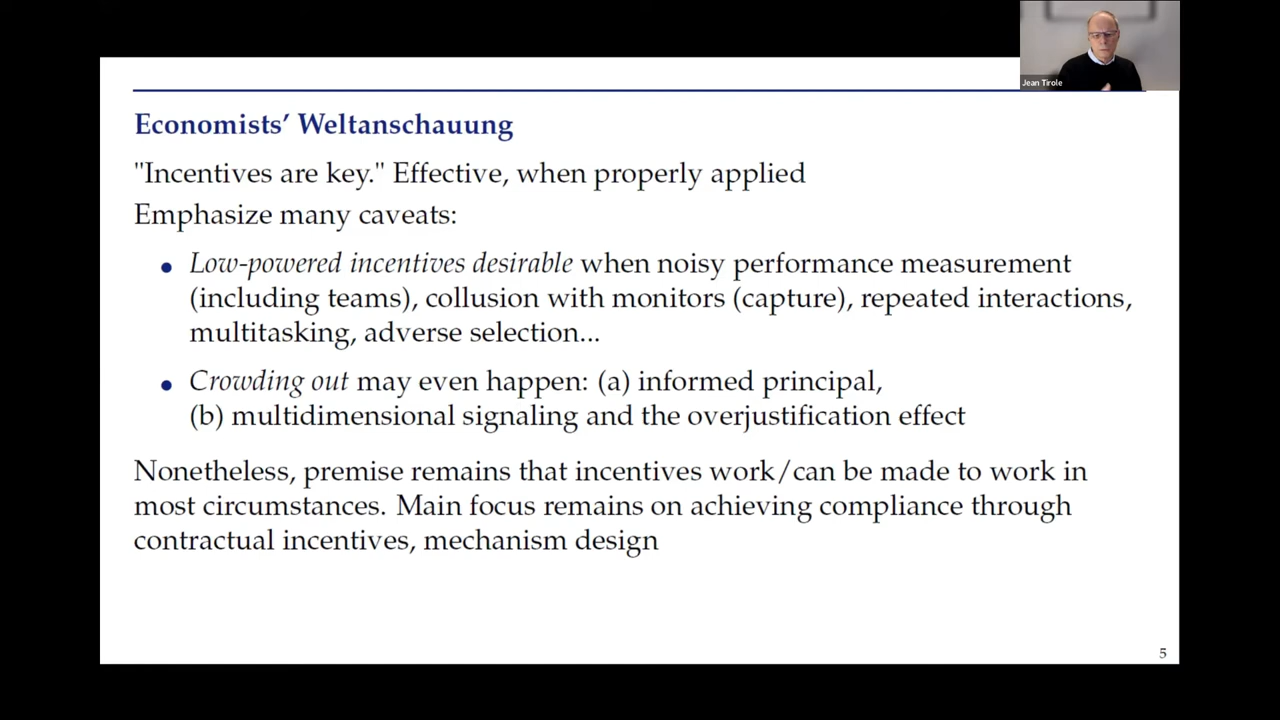 Jean Tirole
Economists’ Weltanschauung
"Incentives are key." Effective, when properly applied
Emphasize many caveats:
• Low-powered incentives desirable when noisy performance measurement
(including teams), collusion with monitors (capture), repeated interactions,
multitasking, adverse selection...
• Crowding out may even happen: (a) informed principal,
(b) multidimensional signaling and the overjustification effect
Nonetheless, premise remains that incentives work/can be made to work in
most circumstances. Main focus remains on achieving compliance through
contractual incentives, mechanism design
5